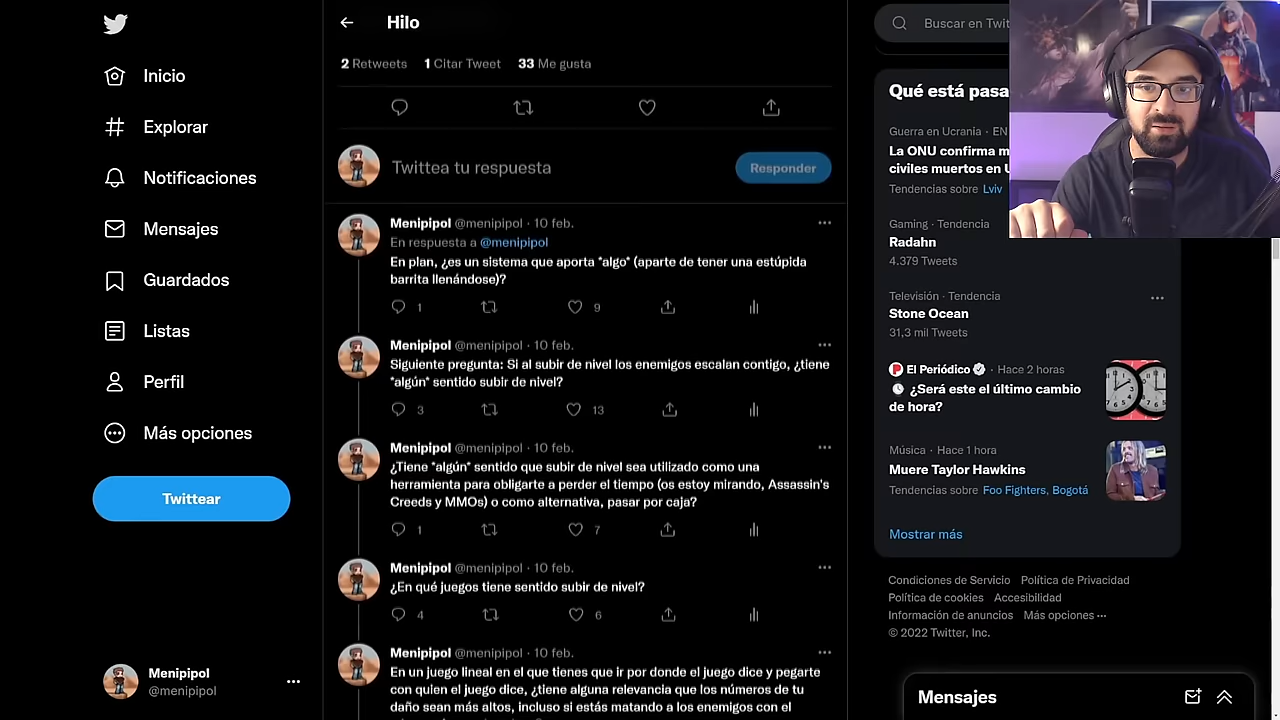 Inicio
Explorar
Notificaciones
Mensajes
Guardados
Listas
Perfil
Más opciones
Twittear
Menipipol
@menipipol
Hilo
2 Retweets 1 Citar Tweet 33 Me gusta
Twittea tu respuesta
Responder
Menipipol @menipipol · 10 feb.
En respuesta a @menipipol
En plan, ¿es un sistema que aporta *algo* (aparte de tener una estúpida
barrita llenándose)?
1 9
Menipipol @menipipol · 10 feb.
Siguiente pregunta: Si al subir de nivel los enemigos escalan contigo, ¿tiene
*algún* sentido subir de nivel?
3 13
Menipipol @menipipol · 10 feb.
¿Tiene *algún* sentido que subir de nivel sea utilizado como una
herramienta para obligarte a perder el tiempo (os estoy mirando, Assassin's
Creeds y MMOs) o como alternativa, pasar por caja?
1 7
Menipipol @menipipol · 10 feb.
¿En qué juegos tiene sentido subir de nivel?
4 6
Menipipol @menipipol · 10 feb.
En un juego lineal en el que tienes que ir por donde el juego dice y pegarte
con quien el juego dice, ¿tiene alguna relevancia que los números de tu
daño sean más altos, incluso si estás matando a los enemigos con el
Buscar en Twit
Qué está pasa
Guerra en Ucrania · EN
La ONU confirma m
civiles muertos en U
Tendencias sobre Lviv
Gaming · Tendencia
Radahn
4.379 Tweets
Televisión · Tendencia
Stone Ocean
31,3 mil Tweets
El Periódico · Hace 2 horas
¿Será este el último cambio
de hora?
Música · Hace 1 hora
Muere Taylor Hawkins
Tendencias sobre Foo Fighters, Bogotá
Mostrar más
Condiciones de Servicio Política de Privacidad
Política de cookies Accesibilidad
Información de anuncios Más opciones ···
© 2022 Twitter, Inc.
Mensajes